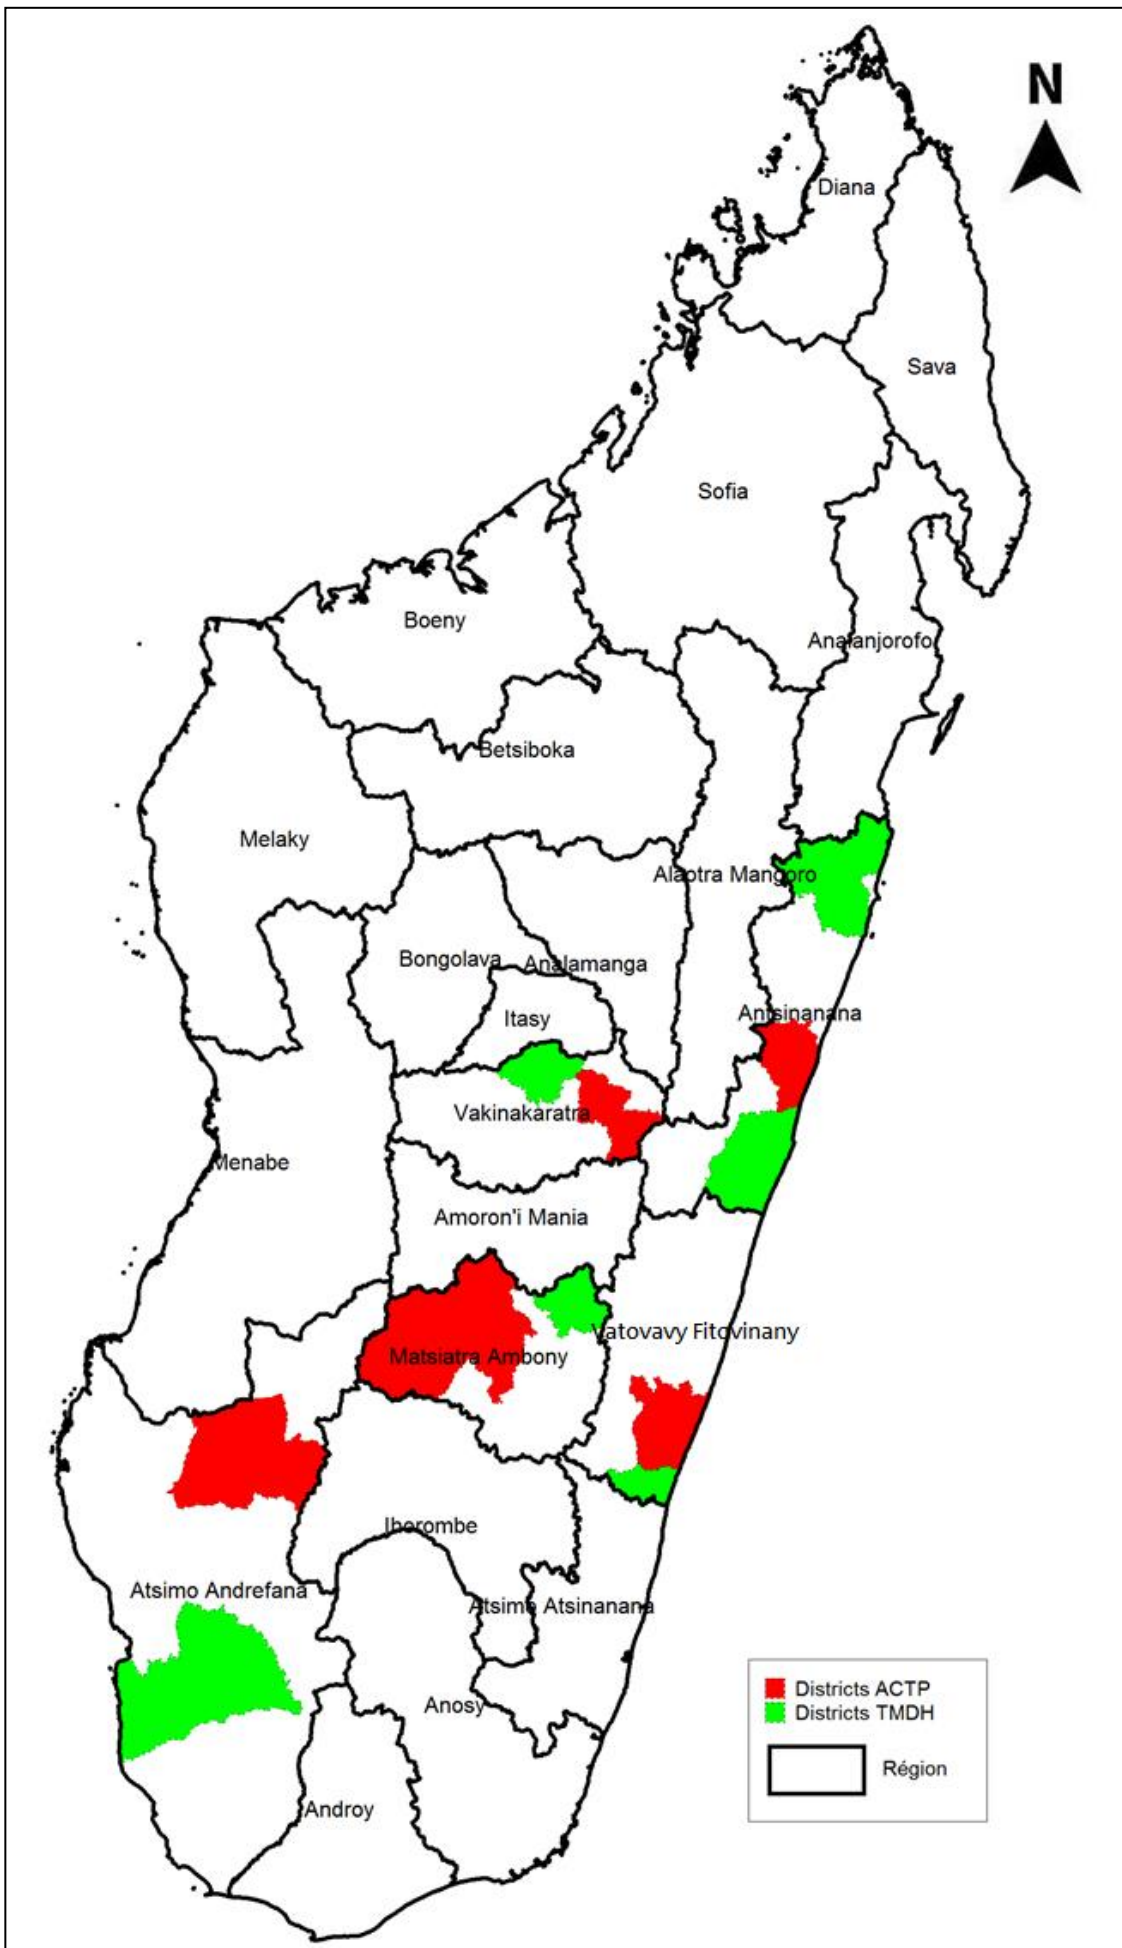 N
Diana
Sava
Sofia
Boeny
Analanjorofo
Betsiboka
Melaky
Alaotra Mangoro
Bongolava
Analamanga
Itasy
Antsinanana
Vakinakaratra
Menabe
Amoron'i Mania
Vatovavy Fitovinany
Matsiatra Ambony
Ihorombe
Atsimo Andrefana
Atsimo Atsinanana
Anosy
Androy
Districts ACTP
Districts TMDH
Région